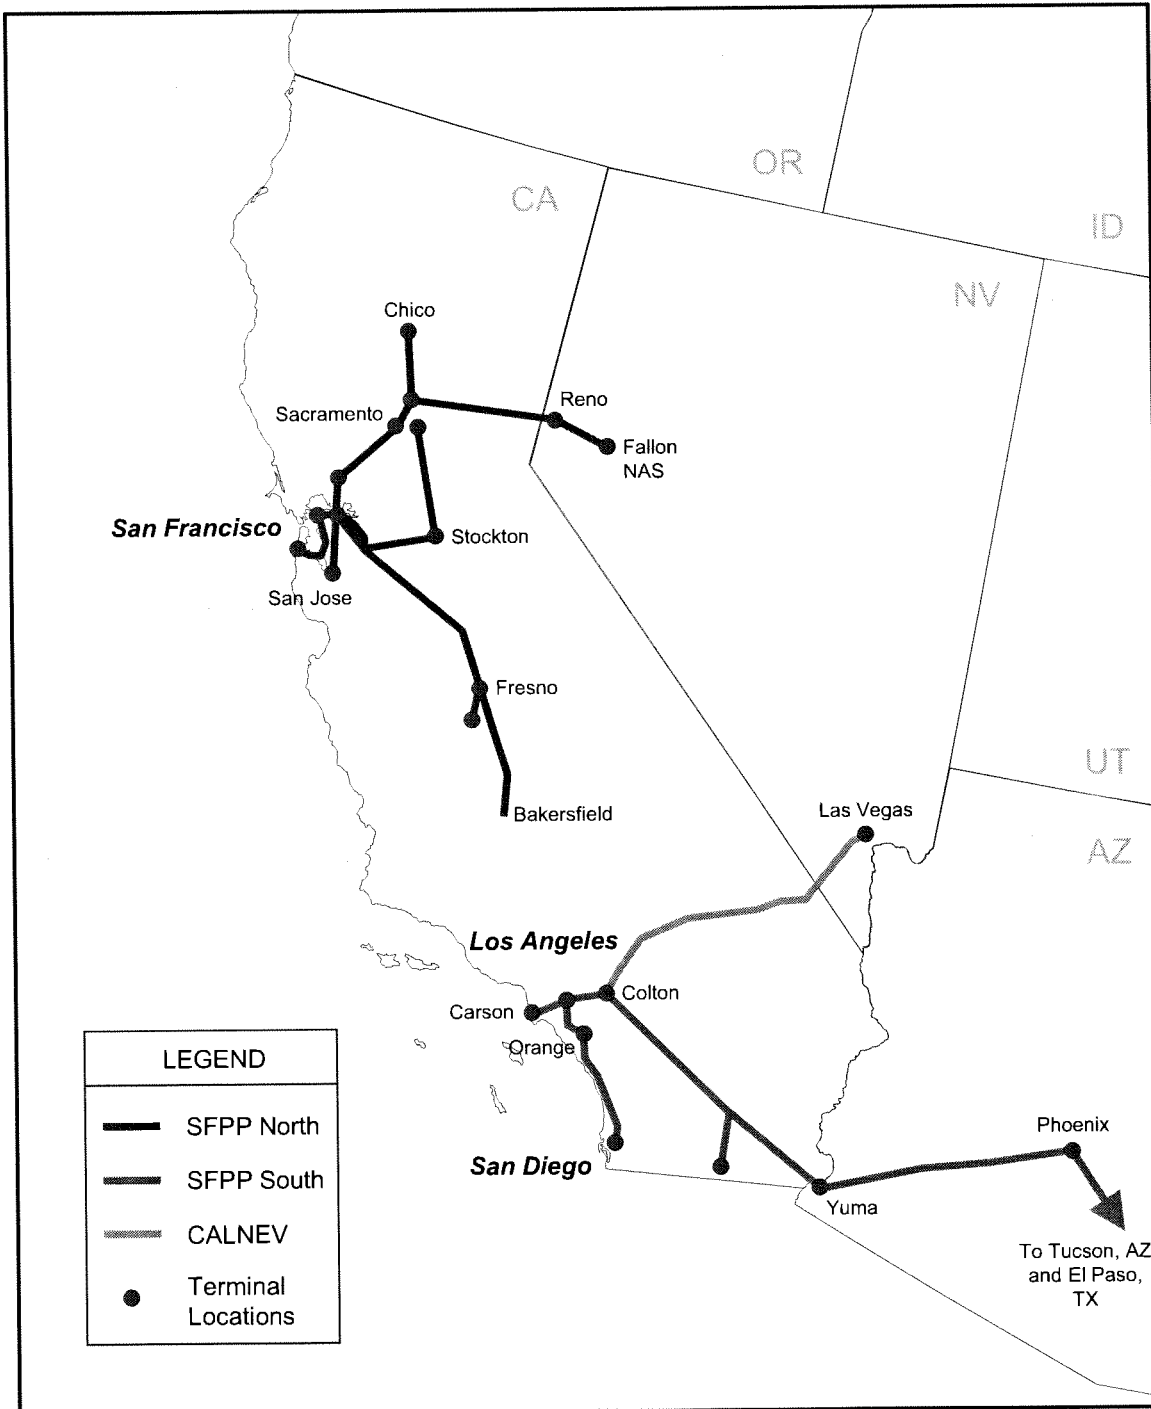 OR
CA
ID
NV
Chico
Reno
Sacramento
Fallon
NAS
San Francisco
Stockton
San Jose
Fresno
UT
Las Vegas
Bakersfield
AZ
Los Angeles
Colton
Carson
Orange
LEGEND
SFPP North
SFPP South
CALNEV
Terminal
Locations
Phoenix
San Diego
Yuma
To Tucson, AZ
and El Paso,
TX